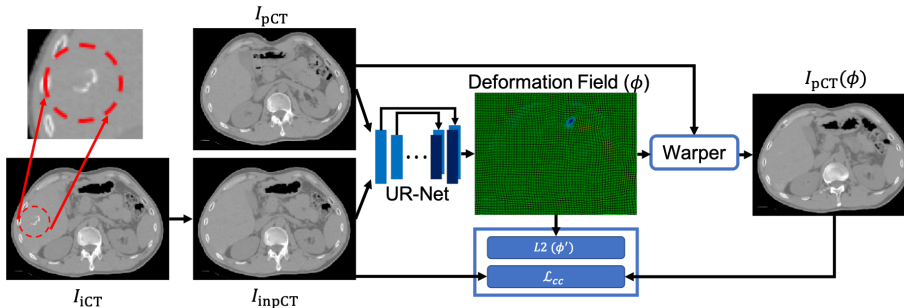 I_pCT
Deformation Field (ϕ)
I_pCT(ϕ)
UR-Net
...
Warper
L2 (ϕ′)
ℒ_cc
I_iCT
I_inpCT